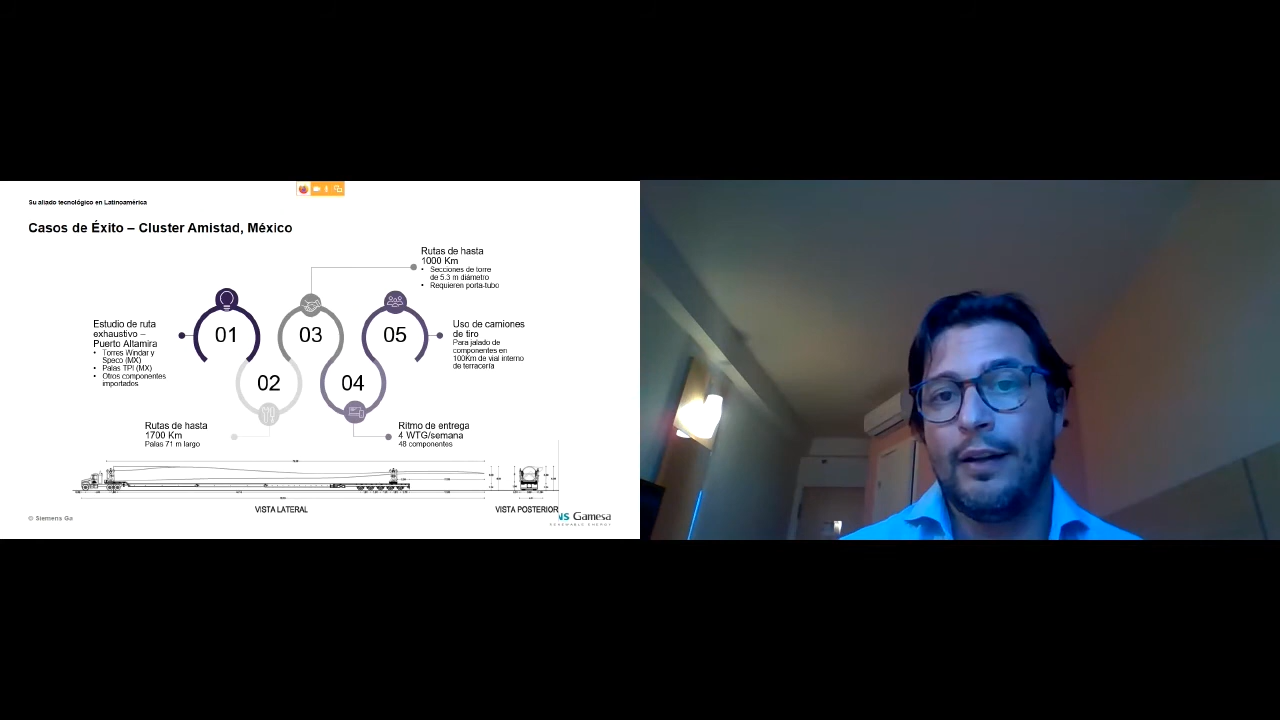 Su aliado tecnológico en Latinoamérica
Casos de Éxito – Cluster Amistad, México
Rutas de hasta
1000 Km
• Secciones de torre
de 5.3 m diámetro
• Requieren porta-tubo
Estudio de ruta
exhaustivo –
Puerto Altamira
• Torres Windar y
Speco (MX)
• Palas TPI (MX)
• Otros componentes
importados
01
03
05
Uso de camiones
de tiro
Para jalado de
componentes en
100Km de vial interno
de terracería
02
04
Rutas de hasta
1700 Km
Palas 71 m largo
Ritmo de entrega
4 WTG/semana
48 componentes
VISTA LATERAL
VISTA POSTERIOR
© Siemens Ga
NS Gamesa
RENEWABLE ENERGY